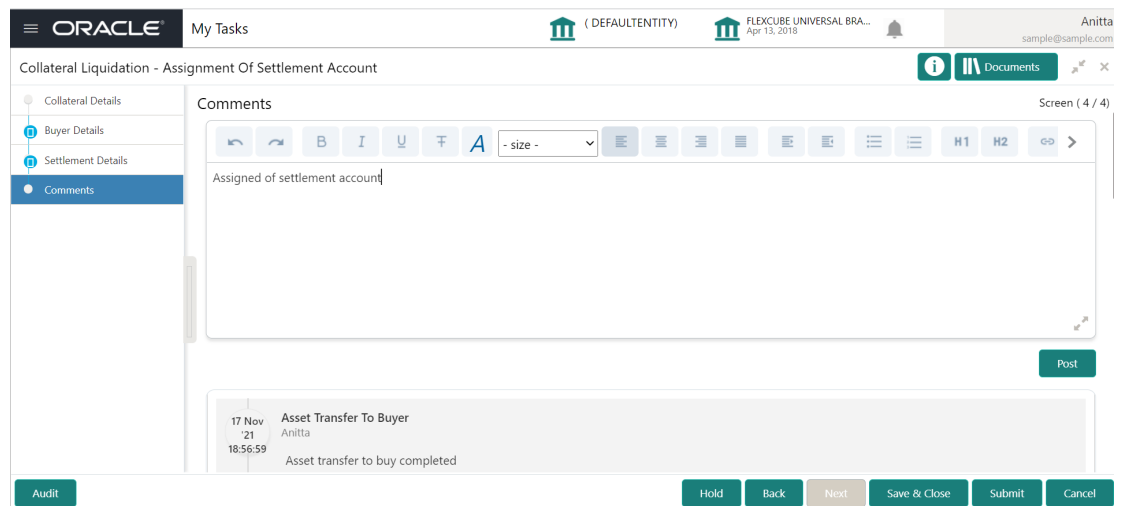 ORACLE
My Tasks
( DEFAULTENTITY)
FLEXCUBE UNIVERSAL BRA...
Apr 13, 2018
Anitta
sample@sample.com
Collateral Liquidation - Assignment Of Settlement Account
i
Documents
Collateral Details
Buyer Details
Settlement Details
Comments
Comments
Screen ( 4 / 4)
B I U T A - size - H1 H2
Assigned of settlement account
Post
17 Nov
'21
18:56:59
Asset Transfer To Buyer
Anitta
Asset transfer to buy completed
Audit
Hold
Back
Next
Save & Close
Submit
Cancel